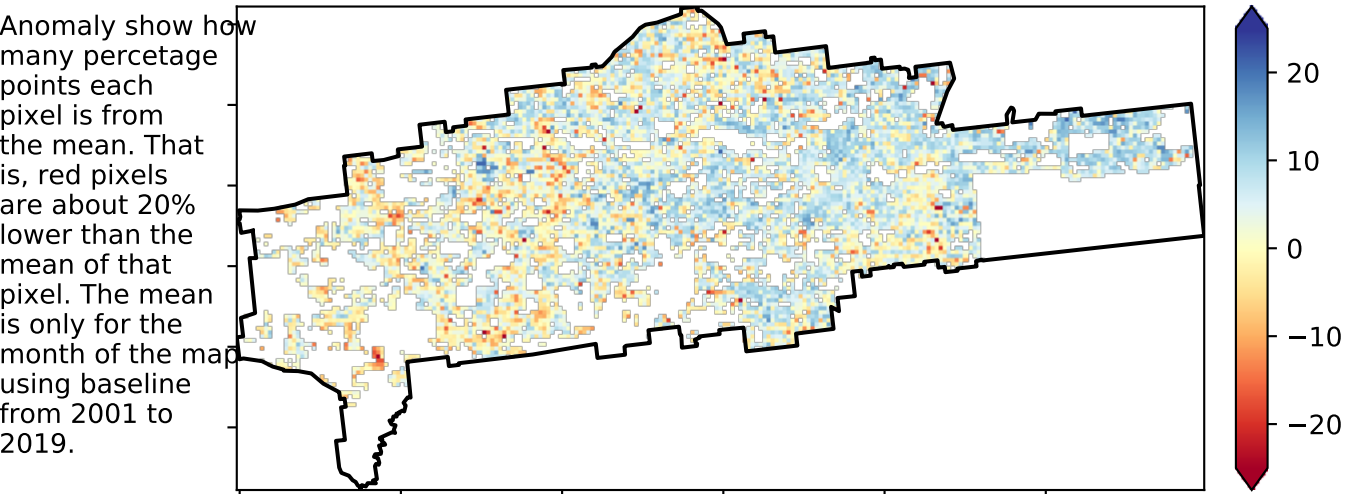 Anomaly show how
many percetage
points each
pixel is from
the mean. That
is, red pixels
are about 20%
lower than the
mean of that
pixel. The mean
is only for the
month of the map
using baseline
from 2001 to
2019.
20
10
0
−10
−20